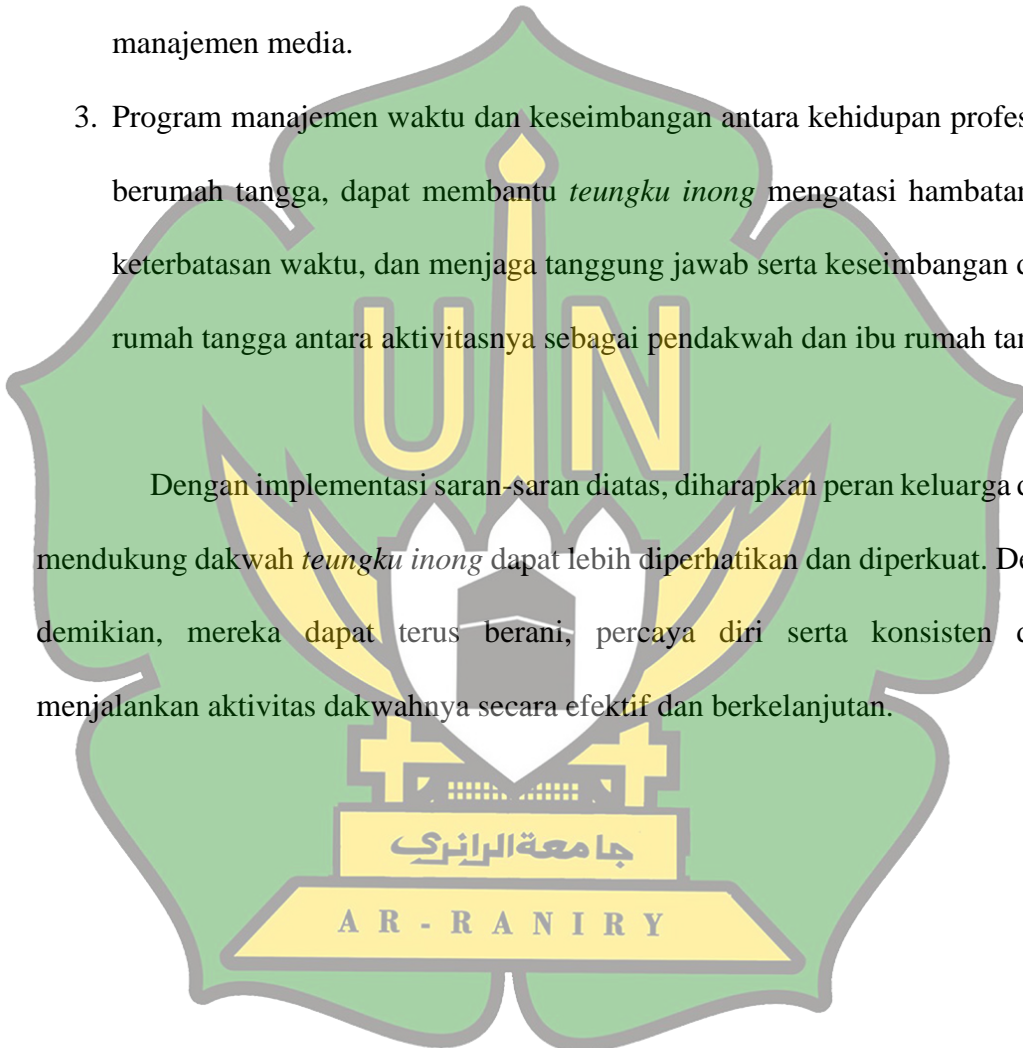 manajemen media.
3. Program manajemen waktu dan keseimbangan antara kehidupan
berumah tangga, dapat membantu teungku inong mengatasi hambatan
keterbatasan waktu, dan menjaga tanggung jawab serta keseimbangan
rumah tangga antara aktivitasnya sebagai pendakwah dan ibu rumah
UIN
Dengan implementasi saran-saran diatas, diharapkan peran keluarga
mendukung dakwah teungku inong dapat lebih diperhatikan dan diperkuat.
demikian, mereka dapat terus berani, percaya diri serta konsisten
menjalankan aktivitas dakwahnya secara efektif dan berkelanjutan.
جامعة الرانري
AR-RANIRY